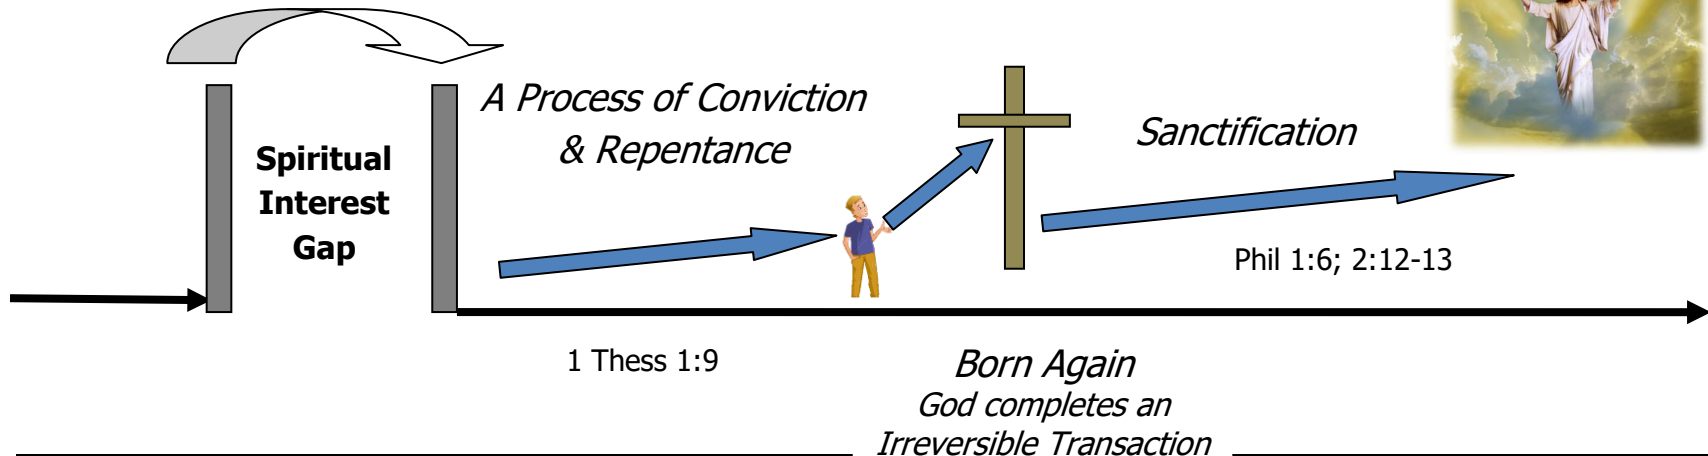 Spiritual
Interest
Gap
A Process of Conviction
& Repentance
Sanctification
Phil 1:6; 2:12-13
1 Thess 1:9
Born Again
God completes an
Irreversible Transaction